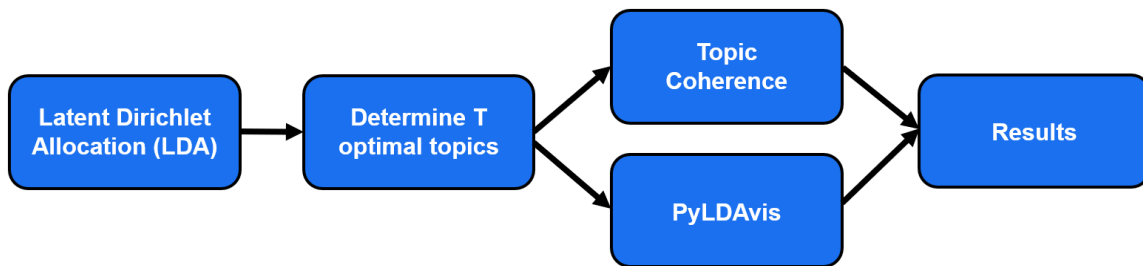 Latent Dirichlet
Allocation (LDA)
Determine T
optimal topics
Topic
Coherence
PyLDAvis
Results